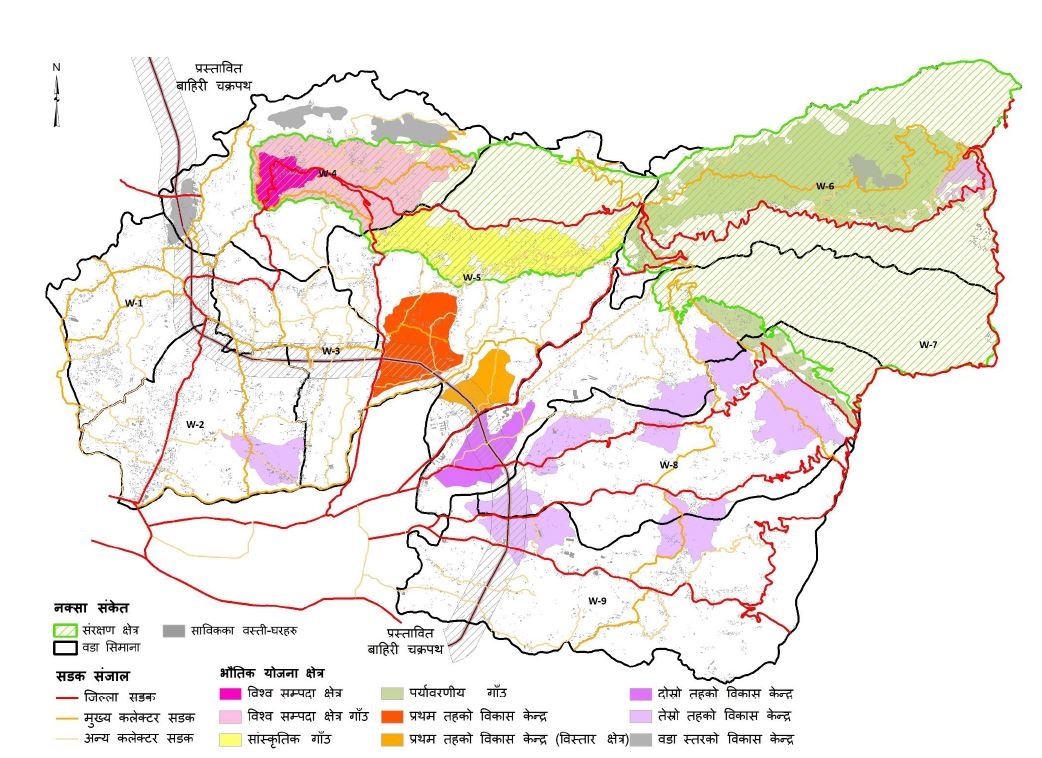 प्रस्तावित
बाहिरी चक्रपथ
N
W-4
W-6
W-5
W-1
W-3
W-7
W-2
W-8
W-9
प्रस्तावित
बाहिरी चक्रपथ
नक्सा संकेत
संरक्षण क्षेत्र
साविकका वस्ती-घरहरु
वडा सिमाना
सडक संजाल
जिल्ला सडक
मुख्य कलेक्टर सडक
अन्य कलेक्टर सडक
भौतिक योजना क्षेत्र
विश्व सम्पदा क्षेत्र
विश्व सम्पदा क्षेत्र गाँउ
सांस्कृतिक गाँउ
पर्यावरणीय गाँउ
प्रथम तहको विकास केन्द्र
प्रथम तहको विकास केन्द्र (विस्तार क्षेत्र)
दोस्रो तहको विकास केन्द्र
तेस्रो तहको विकास केन्द्र
वडा स्तरको विकास केन्द्र